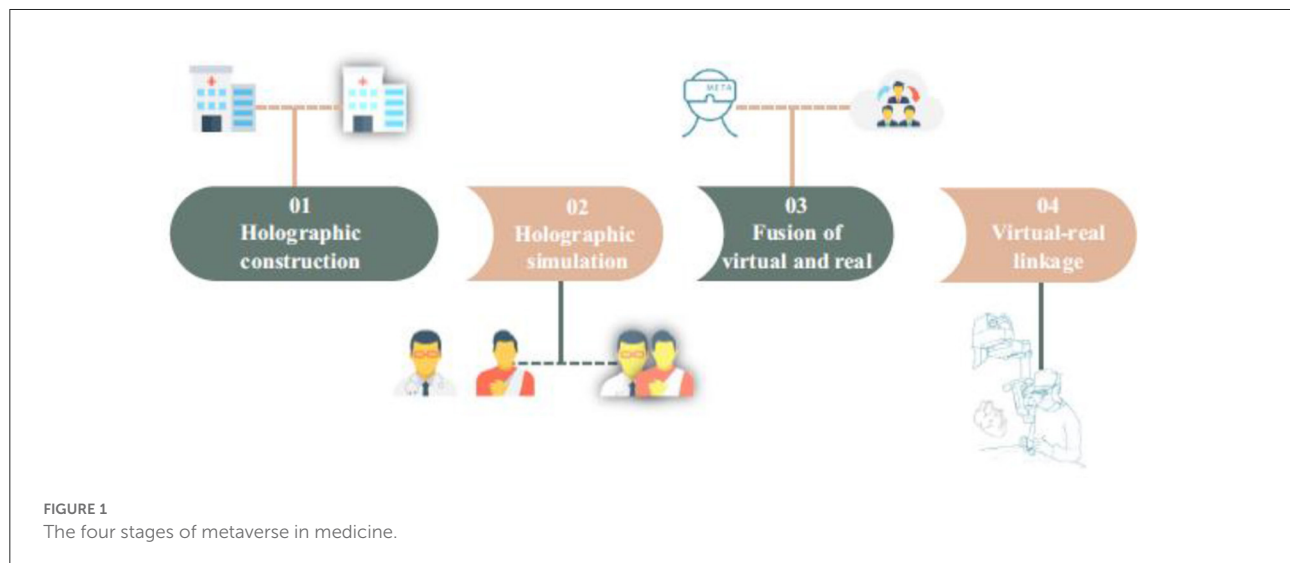 META
01
Holographic
construction
02
Holographic
simulation
03
Fusion of
virtual and real
04
Virtual-real
linkage
FIGURE 1
The four stages of metaverse in medicine.